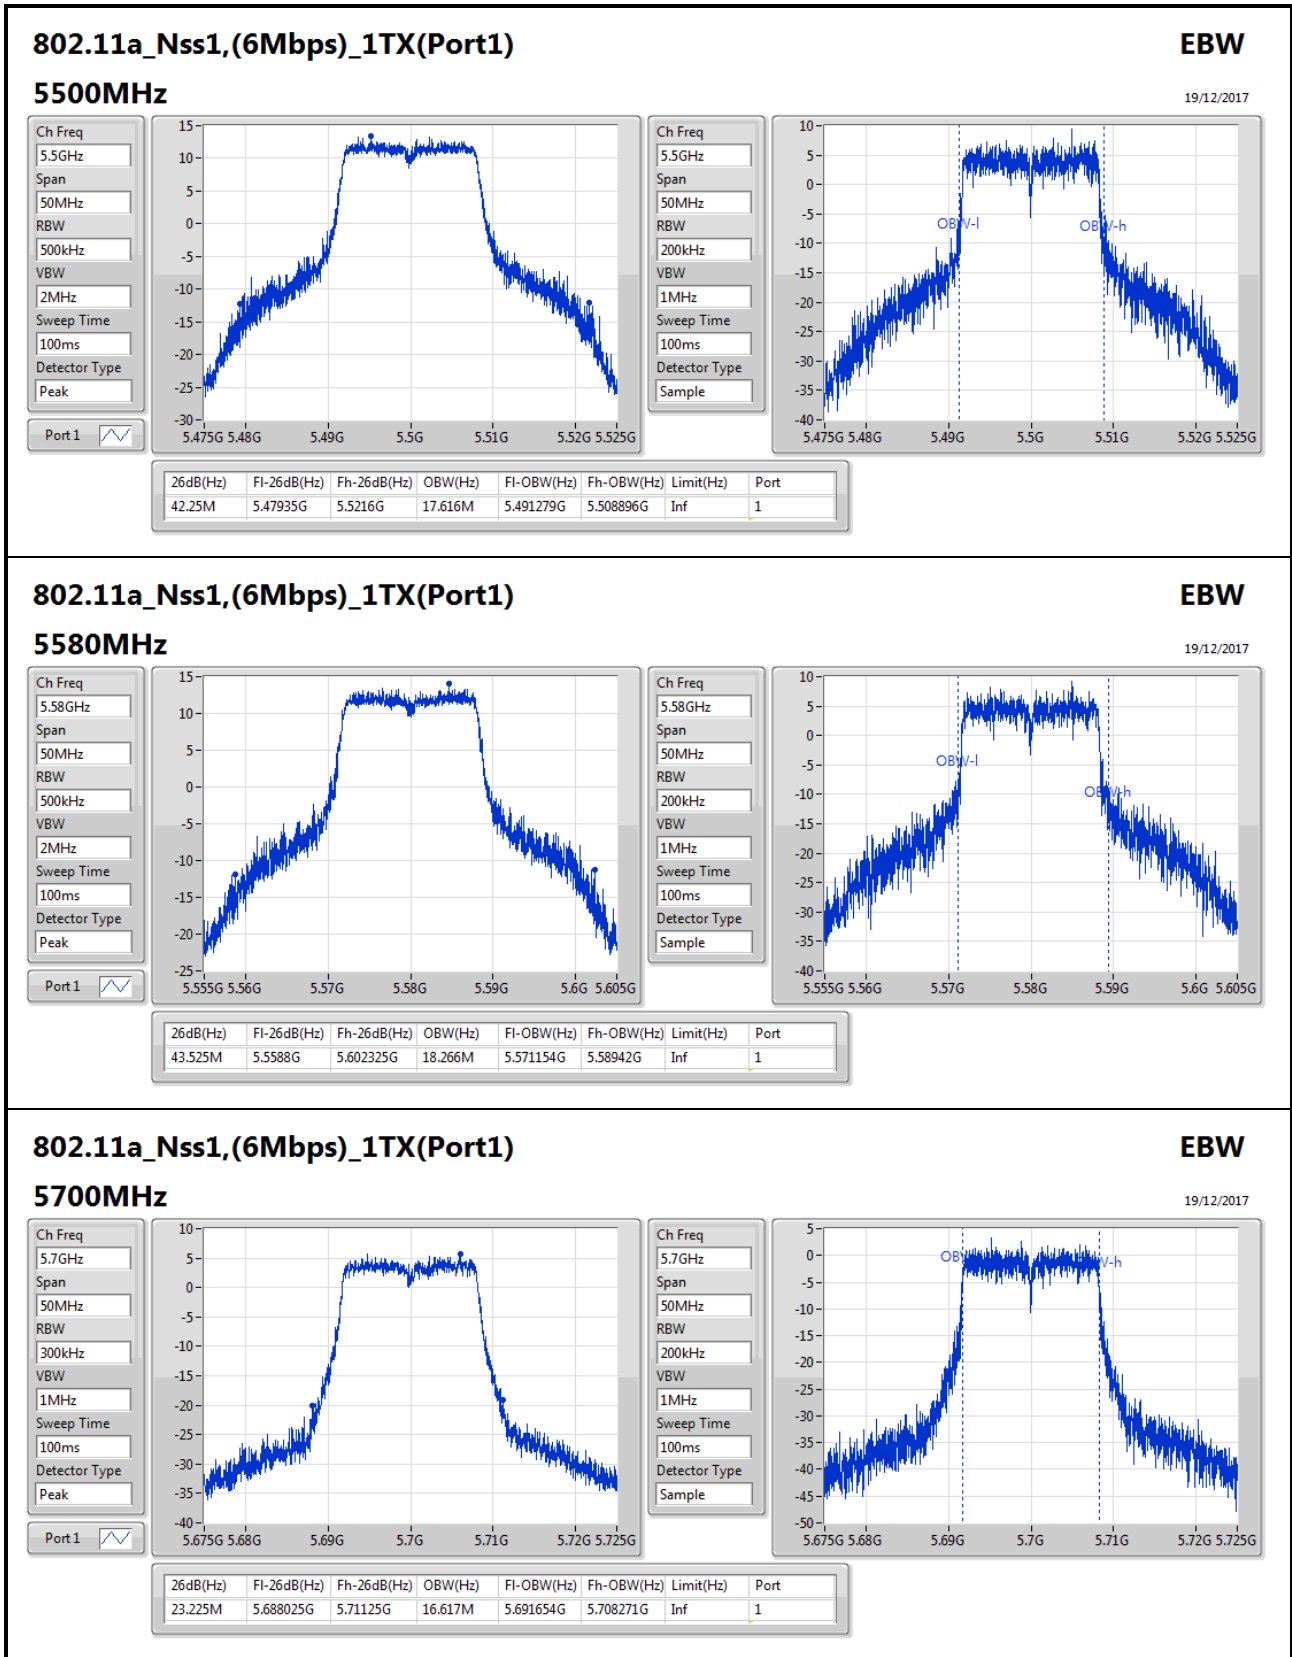 802.11a_Nss1,(6Mbps)_1TX(Port1) EBW
5500MHz 19/12/2017
Ch Freq
5.5GHz
Span
50MHz
RBW
500kHz
VBW
2MHz
Sweep Time
100ms
Detector Type
Peak
Port 1
15
10
5
0
-5
-10
-15
-20
-25
-30
5.475G 5.48G 5.49G 5.5G 5.51G 5.52G 5.525G
Ch Freq
5.5GHz
Span
50MHz
RBW
200kHz
VBW
1MHz
Sweep Time
100ms
Detector Type
Sample
10
5
0
-5
-10
-15
-20
-25
-30
-35
-40
OBW-l OBW-h
5.475G 5.48G 5.49G 5.5G 5.51G 5.52G 5.525G
26dB(Hz) Fl-26dB(Hz) Fh-26dB(Hz) OBW(Hz) Fl-OBW(Hz) Fh-OBW(Hz) Limit(Hz) Port
42.25M 5.47935G 5.5216G 17.616M 5.491279G 5.508896G Inf 1
802.11a_Nss1,(6Mbps)_1TX(Port1) EBW
5580MHz 19/12/2017
Ch Freq
5.58GHz
Span
50MHz
RBW
500kHz
VBW
2MHz
Sweep Time
100ms
Detector Type
Peak
Port 1
15
10
5
0
-5
-10
-15
-20
-25
5.555G 5.56G 5.57G 5.58G 5.59G 5.6G 5.605G
Ch Freq
5.58GHz
Span
50MHz
RBW
200kHz
VBW
1MHz
Sweep Time
100ms
Detector Type
Sample
10
5
0
-5
-10
-15
-20
-25
-30
-35
-40
OBW-l OBW-h
5.555G 5.56G 5.57G 5.58G 5.59G 5.6G 5.605G
26dB(Hz) Fl-26dB(Hz) Fh-26dB(Hz) OBW(Hz) Fl-OBW(Hz) Fh-OBW(Hz) Limit(Hz) Port
43.525M 5.5588G 5.602325G 18.266M 5.571154G 5.58942G Inf 1
802.11a_Nss1,(6Mbps)_1TX(Port1) EBW
5700MHz 19/12/2017
Ch Freq
5.7GHz
Span
50MHz
RBW
300kHz
VBW
1MHz
Sweep Time
100ms
Detector Type
Peak
Port 1
10
5
0
-5
-10
-15
-20
-25
-30
-35
-40
5.675G 5.68G 5.69G 5.7G 5.71G 5.72G 5.725G
Ch Freq
5.7GHz
Span
50MHz
RBW
200kHz
VBW
1MHz
Sweep Time
100ms
Detector Type
Sample
5
0
-5
-10
-15
-20
-25
-30
-35
-40
-45
-50
5.675G 5.68G 5.69G 5.7G 5.71G 5.72G 5.725G
26dB(Hz) Fl-26dB(Hz) Fh-26dB(Hz) OBW(Hz) Fl-OBW(Hz) Fh-OBW(Hz) Limit(Hz) Port
23.225M 5.688025G 5.71125G 16.617M 5.691654G 5.708271G Inf 1